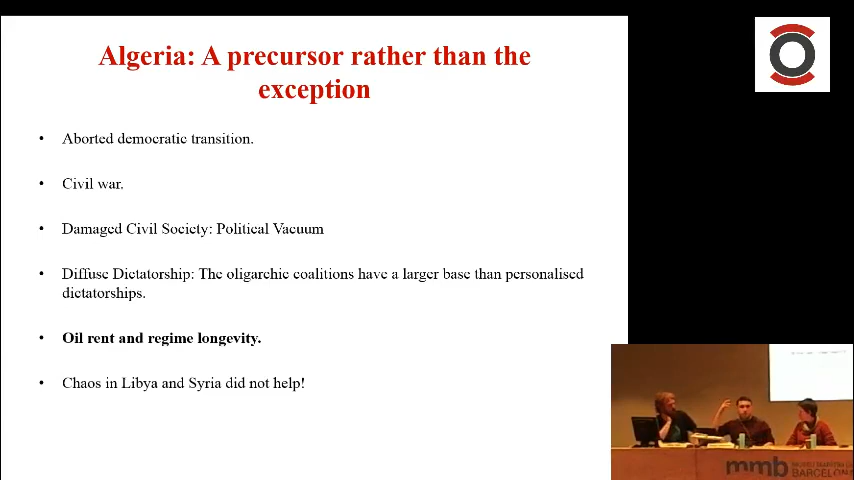 Algeria: A precursor rather than the
exception
• Aborted democratic transition.
• Civil war.
• Damaged Civil Society: Political Vacuum
• Diffuse Dictatorship: The oligarchic coalitions have a larger base than personalised
dictatorships.
• Oil rent and regime longevity.
• Chaos in Libya and Syria did not help!
mmb
BARCELONA